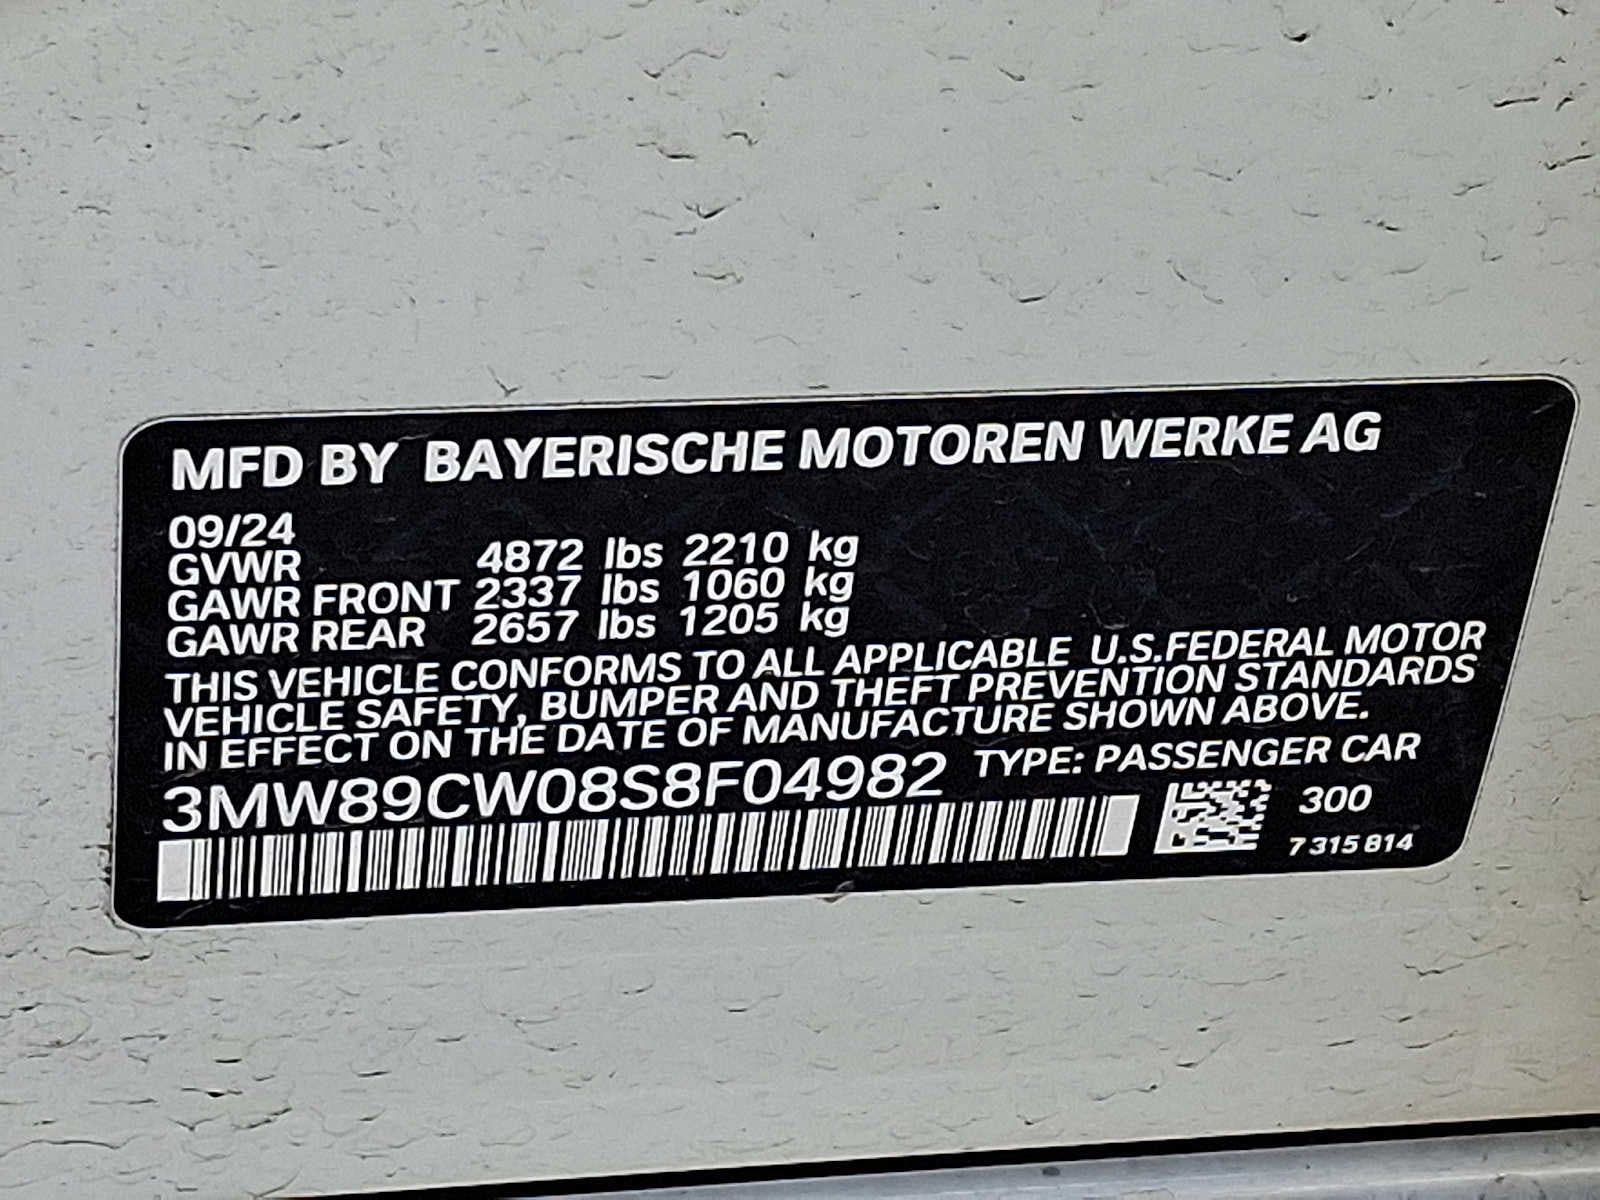 MFD BY BAYERISCHE MOTOREN WERKE AG
09/24
GVWR 4872 lbs 2210 kg
GAWR FRONT 2337 lbs 1060 kg
GAWR REAR 2657 lbs 1205 kg
THIS VEHICLE CONFORMS TO ALL APPLICABLE U.S.FEDERAL MOTOR
VEHICLE SAFETY, BUMPER AND THEFT PREVENTION STANDARDS
IN EFFECT ON THE DATE OF MANUFACTURE SHOWN ABOVE.
3MW89CW08S8F04982 TYPE: PASSENGER CAR
300
7 315 814